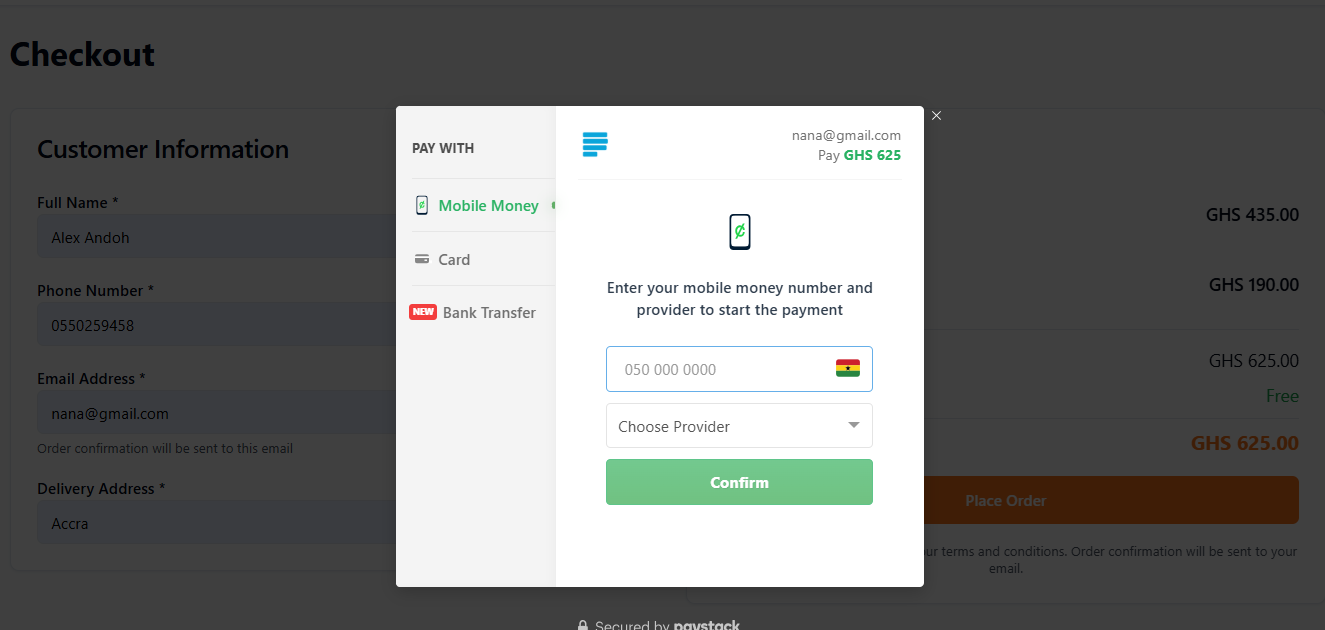 Checkout
Customer Information
Full Name *
Alex Andoh
Phone Number *
0550259458
Email Address *
nana@gmail.com
Order confirmation will be sent to this email
Delivery Address *
Accra
PAY WITH
Mobile Money
Card
NEW Bank Transfer
nana@gmail.com
Pay GHS 625
Enter your mobile money number and
provider to start the payment
050 000 0000
Choose Provider
Confirm
Secured by paystack
GHS 435.00
GHS 190.00
GHS 625.00
Free
GHS 625.00
Place Order
terms and conditions. Order confirmation will be sent to your
email.